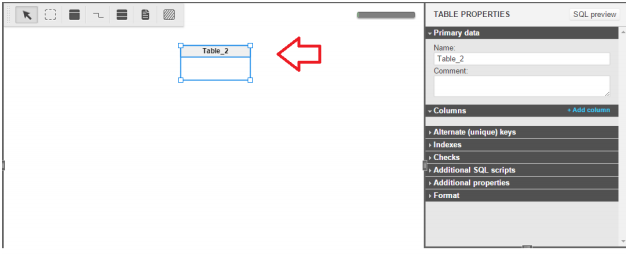 Table_2
TABLE PROPERTIES
SQL preview
Primary data
Name:
Table_2
Comment:
Columns
+ Add column
Alternate (unique) keys
Indexes
Checks
Additional SQL scripts
Additional properties
Format